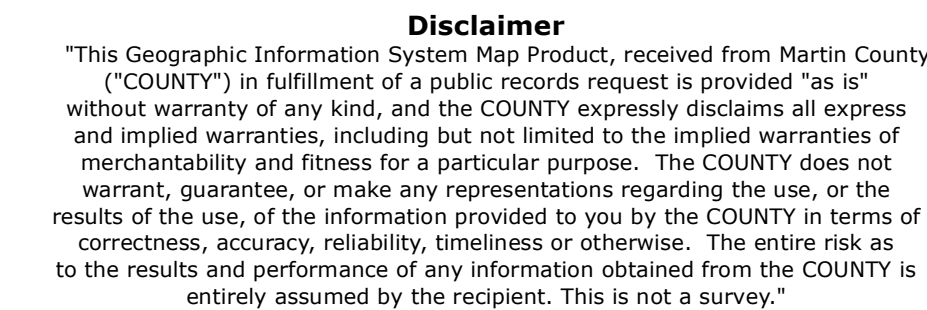 Disclaimer
"This Geographic Information System Map Product, received from Martin County
("COUNTY") in fulfillment of a public records request is provided "as is"
without warranty of any kind, and the COUNTY expressly disclaims all express
and implied warranties, including but not limited to the implied warranties of
merchantability and fitness for a particular purpose.  The COUNTY does not
warrant, guarantee, or make any representations regarding the use, or the
results of the use, of the information provided to you by the COUNTY in terms of
correctness, accuracy, reliability, timeliness or otherwise.  The entire risk as
to the results and performance of any information obtained from the COUNTY is
entirely assumed by the recipient. This is not a survey."